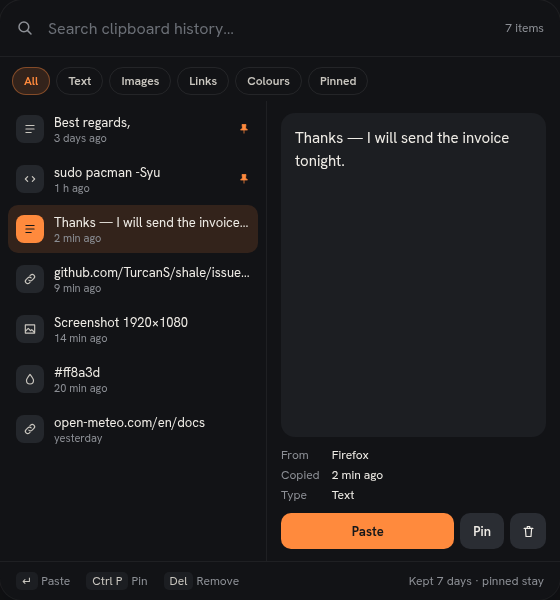 Search clipboard history…
7 items
All
Text
Images
Links
Colours
Pinned
Best regards,
3 days ago
sudo pacman -Syu
1 h ago
Thanks — I will send the invoice…
2 min ago
github.com/TurcanS/shale/issue…
9 min ago
Screenshot 1920×1080
14 min ago
#ff8a3d
20 min ago
open-meteo.com/en/docs
yesterday
Thanks — I will send the invoice
tonight.
From Firefox
Copied 2 min ago
Type Text
Paste
Pin
↵ Paste Ctrl P Pin Del Remove
Kept 7 days · pinned stay